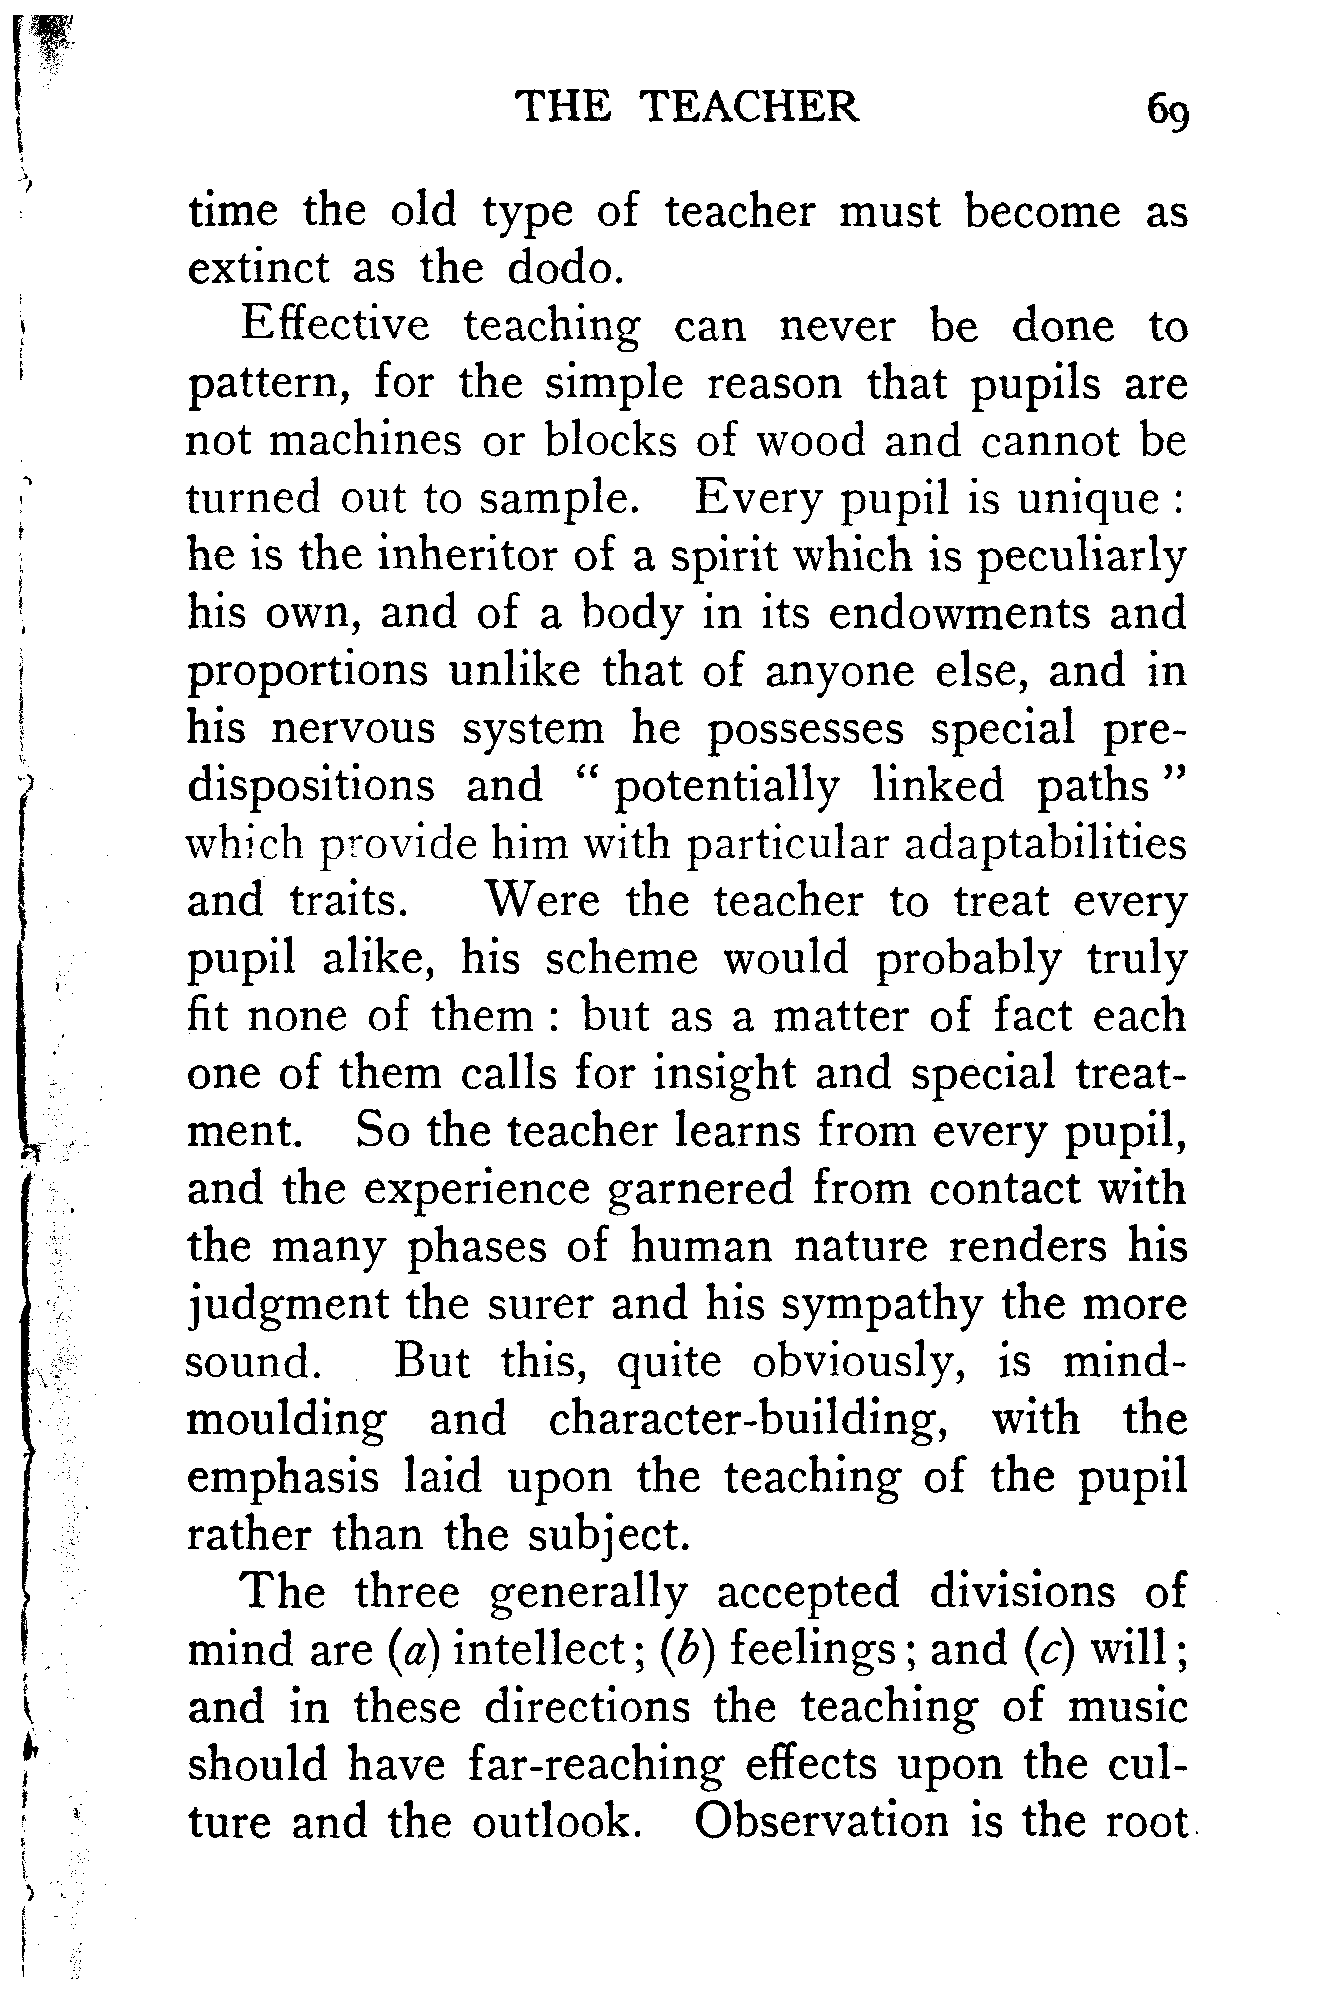 THE TEACHER 69
time the old type of teacher must become as
extinct as the dodo.
Effective teaching can never be done to
pattern, for the simple reason that pupils are
not machines or blocks of wood and cannot be
turned out to sample. Every pupil is unique :
he is the inheritor of a spirit which is peculiarly
his own, and of a body in its endowments and
proportions unlike that of anyone else, and in
his nervous system he possesses special pre-
dispositions and “ potentially linked paths ”
which provide him with particular adaptabilities
and traits. Were the teacher to treat every
pupil alike, his scheme would probably truly
fit none of them : but as a matter of fact each
one of them calls for insight and special treat-
ment. So the teacher learns from every pupil,
and the experience garnered from contact with
the many phases of human nature renders his
judgment the surer and his sympathy the more
sound. But this, quite obviously, is mind-
moulding and character-building, with the
emphasis laid upon the teaching of the pupil
rather than the subject.
The three generally accepted divisions of
mind are (a) intellect ; (b) feelings ; and (c) will ;
and in these directions the teaching of music
should have far-reaching effects upon the cul-
ture and the outlook. Observation is the root